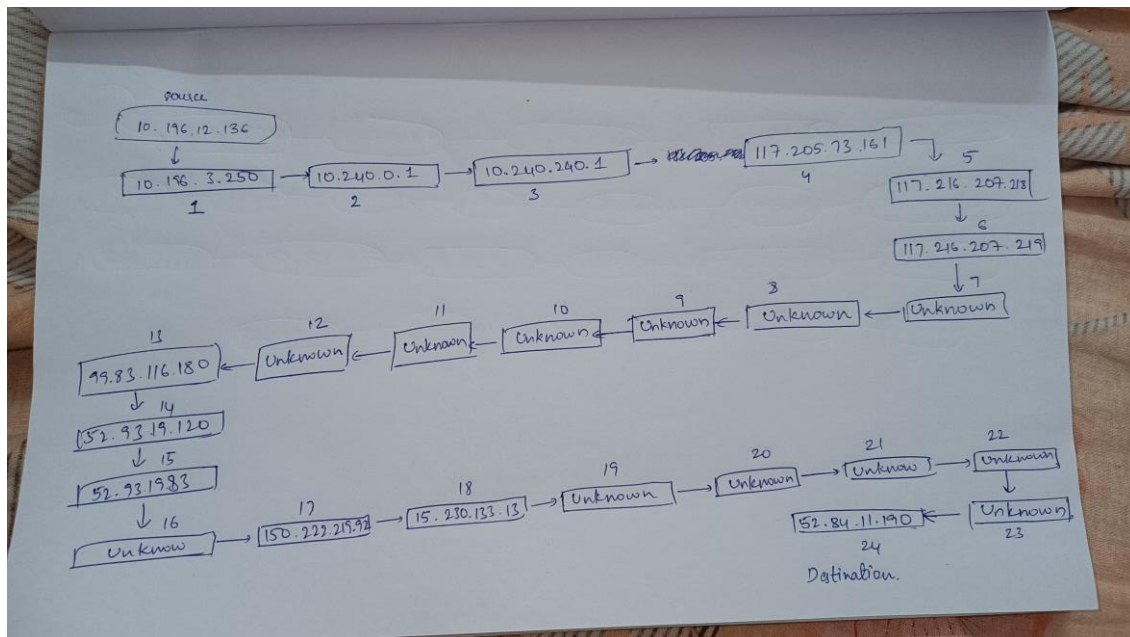 source
10.196.12.136
10.196.3.250
1
10.240.0.1
2
10.240.240.1
3
117.205.73.161
4
5
117.216.207.218
6
117.216.207.219
7
Unknown
8
Unknown
9
Unknown
10
Unknown
11
Unknown
12
Unknown
13
99.83.116.180
14
52.93.19.120
15
52.93.19.83
16
Unknow
17
150.222.219.92
18
15.230.133.13
19
Unknown
20
Unknown
21
Unknow
22
Unknown
Unknown
23
52.84.11.190
24
Destination.